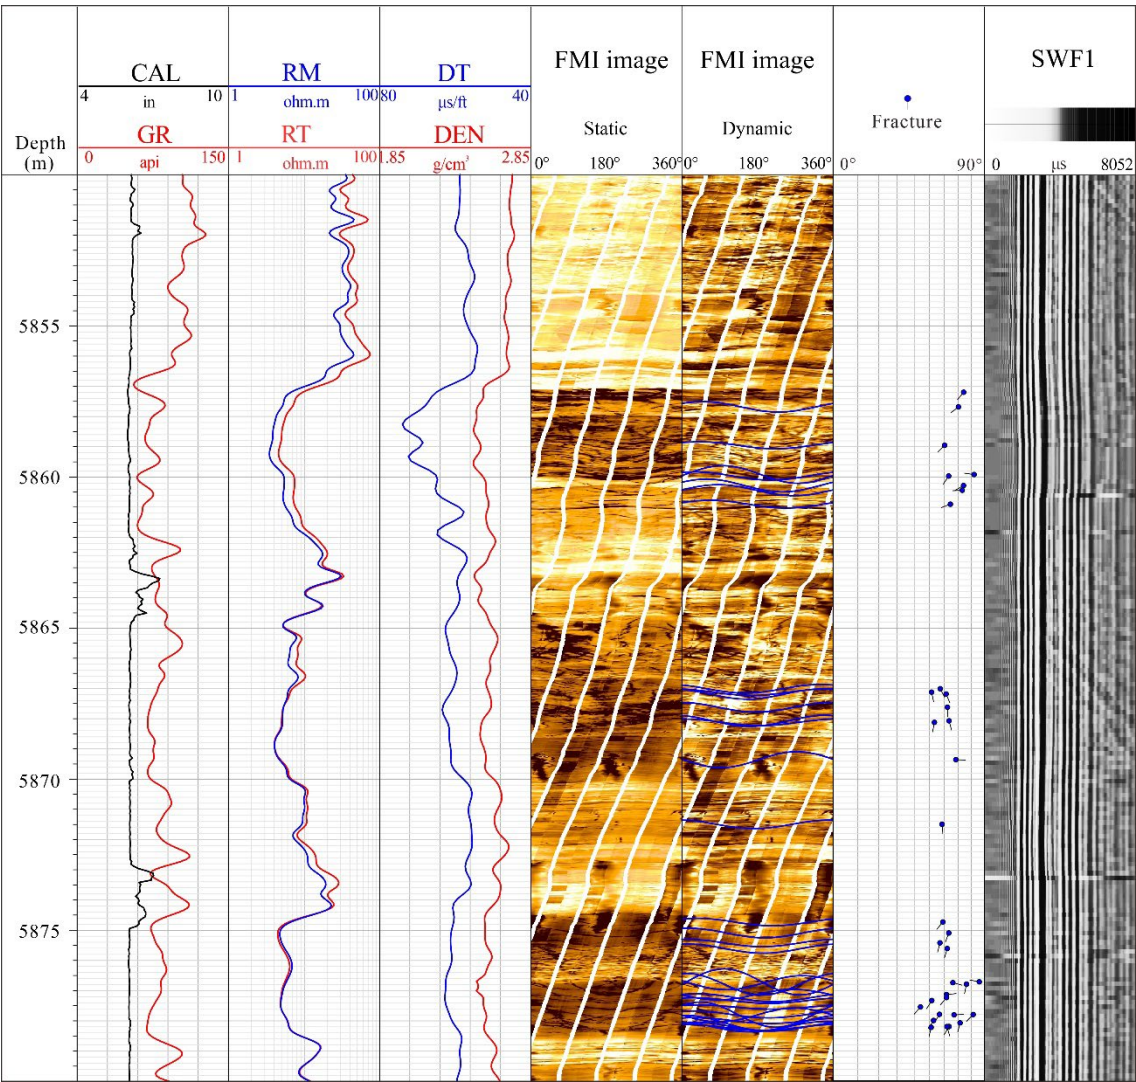 CAL
4 in 10
GR
0 api 150
RM
1 ohm.m 100
RT
1 ohm.m 100
DT
80 μs/ft 40
DEN
1.85 g/cm³ 2.85
FMI image
Static
0° 180° 360°
FMI image
Dynamic
0° 180° 360°
Fracture
0° 90°
SWF1
0 μs 8052
Depth
(m)
5855
5860
5865
5870
5875